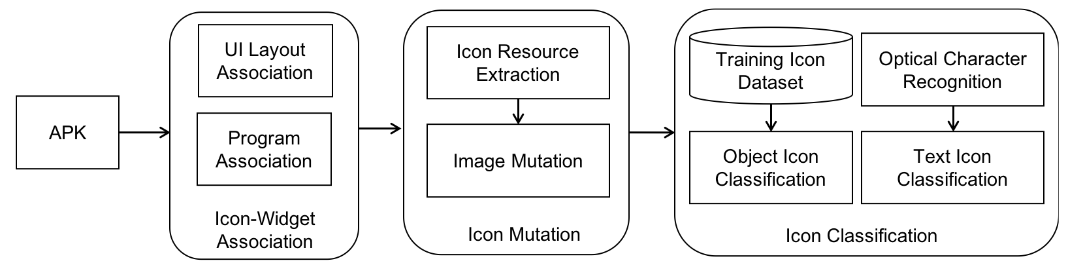 APK
UI Layout
Association
Program
Association
Icon-Widget
Association
Icon Resource
Extraction
Image Mutation
Icon Mutation
Training Icon
Dataset
Optical Character
Recognition
Object Icon
Classification
Text Icon
Classification
Icon Classification